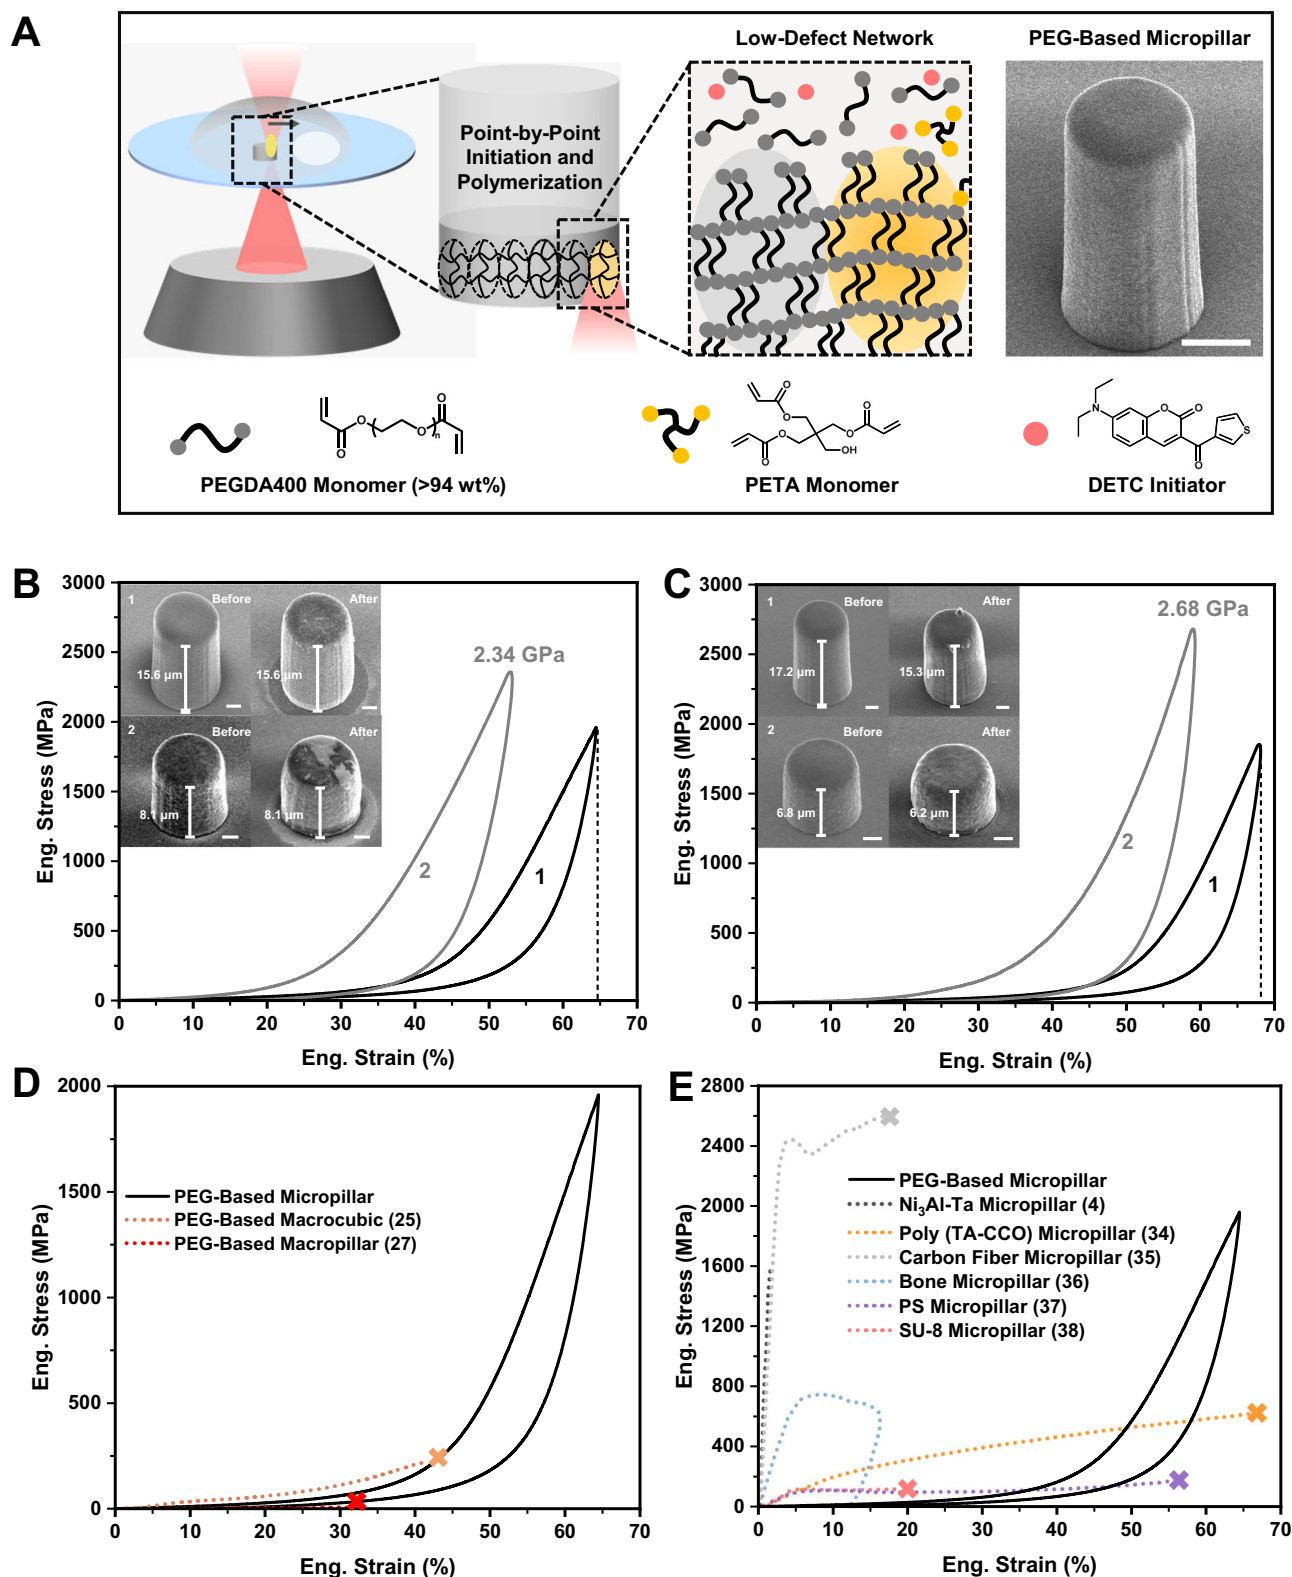 A
Low-Defect Network
PEG-Based Micropillar
Point-by-Point
Initiation and
Polymerization
O
O
O
O
n
PEGDA400 Monomer (>94 wt%)
O
O
O
O
O
O
OH
PETA Monomer
N
O
O
O
S
DETC Initiator
B
Eng. Stress (MPa)
3000
2500
2000
1500
1000
500
0
0 10 20 30 40 50 60 70
Eng. Strain (%)
1 Before
After
15.6 μm
15.6 μm
2 Before
After
8.1 μm
8.1 μm
2.34 GPa
2
1
C
Eng. Stress (MPa)
3000
2500
2000
1500
1000
500
0
0 10 20 30 40 50 60 70
Eng. Strain (%)
1 Before
After
17.2 μm
15.3 μm
2 Before
After
6.8 μm
6.2 μm
2.68 GPa
2
1
D
Eng. Stress (MPa)
2000
1500
1000
500
0
0 10 20 30 40 50 60 70
Eng. Strain (%)
PEG-Based Micropillar
PEG-Based Macrocubic (25)
PEG-Based Macropillar (27)
E
Eng. Stress (MPa)
2800
2400
2000
1600
1200
800
400
0
0 10 20 30 40 50 60 70
Eng. Strain (%)
PEG-Based Micropillar
Ni₃Al-Ta Micropillar (4)
Poly (TA-CCO) Micropillar (34)
Carbon Fiber Micropillar (35)
Bone Micropillar (36)
PS Micropillar (37)
SU-8 Micropillar (38)